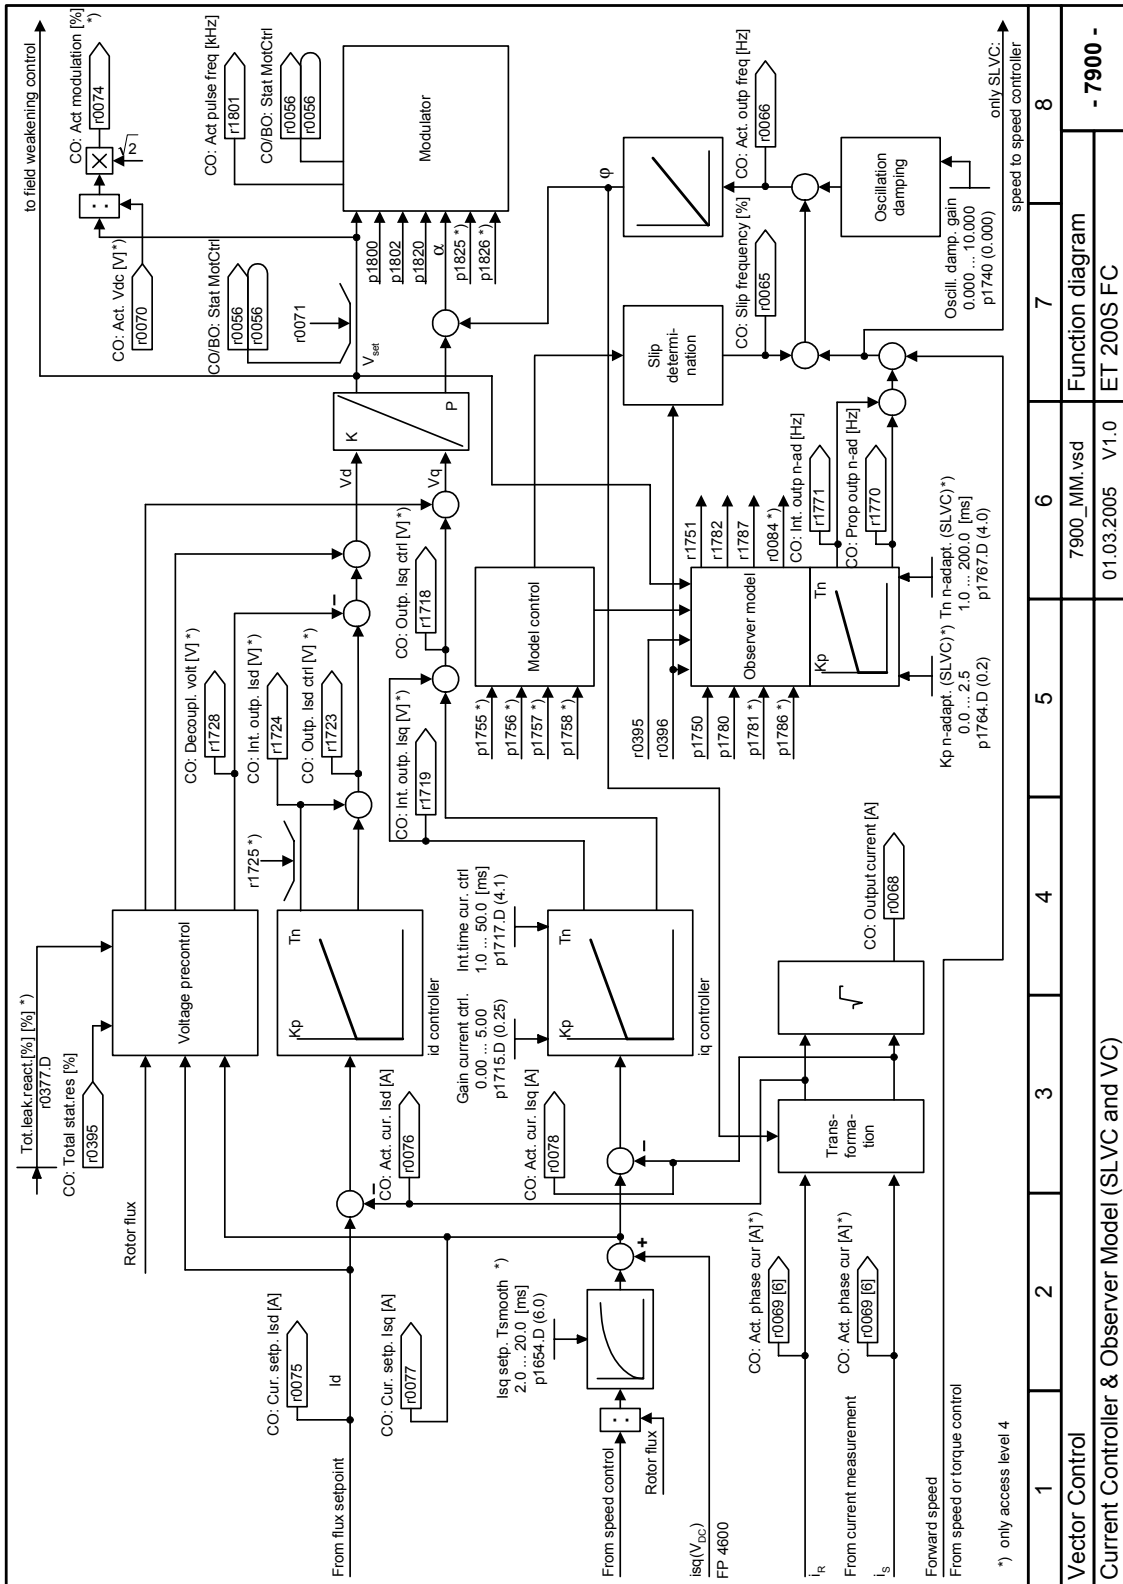 From flux setpoint
CO: Cur. setp. Isd [A]
r0075
Id
CO: Cur. setp. Isq [A]
r0077
Rotor flux
CO: Total stat.res [%]
r0395
Tot.leak.react.[%] [%] *)
r0377.D
Voltage precontrol
CO: Act. cur. Isd [A]
r0076
–
Kp
Tn
id controller
r1725 *)
CO: Decoupl. volt [V] *)
r1728
CO: Int. outp. Isd [V] *)
r1724
CO: Outp. Isd ctrl [V] *)
r1723
–
Vd
Vq
K
P
V set
r0071
CO/BO: Stat MotCtrl
r0056
r0056
CO: Act. Vdc [V] *)
r0070
:
√2
CO: Act modulation [%]
*)
r0074
to field weakening control
CO: Act pulse freq [kHz]
r1801
CO/BO: Stat MotCtrl
r0056
r0056
Modulator
p1800
p1802
p1820
α
p1825 *)
p1826 *)
From speed control
: :
Rotor flux
isq(VDC)
FP 4600
Isq setp. Tsmooth *)
2.0 ... 20.0 [ms]
p1654.D (6.0)
+
CO: Act. cur. Isq [A]
r0078
–
Gain current ctrl.
0.00 ... 5.00
p1715.D (0.25)
Int.time cur. ctrl
1.0 ... 50.0 [ms]
p1717.D (4.1)
Kp
Tn
iq controller
CO: Int. outp. Isq [V] *)
r1719
CO: Outp. Isq ctrl [V] *)
r1718
p1755 *)
p1756 *)
p1757 *)
p1758 *)
Model control
r0395
r0396
p1750
p1780
p1781 *)
p1786 *)
Observer model
Kp
Tn
r1751
r1782
r1787
r0084 *)
CO: Int. outp n-ad [Hz]
r1771
CO: Prop outp n-ad [Hz]
r1770
Kp n-adapt. (SLVC)*)
0.0 ... 2.5
p1764.D (0.2)
Tn n-adapt. (SLVC)*)
1.0 ... 200.0 [ms]
p1767.D (4.0)
Slip
determi-
nation
CO: Slip frequency [%]
r0065
φ
CO: Act. outp freq [Hz]
r0066
Oscillation
damping
Oscill. damp. gain
0.000 ... 10.000
p1740 (0.000)
iR
From current measurement
iS
CO: Act. phase cur [A] *)
r0069 [6]
CO: Act. phase cur [A] *)
r0069 [6]
Trans-
forma-
tion
√
CO: Output current [A]
r0068
Forward speed
From speed or torque control
only SLVC:
speed to speed controller
*) only access level 4
1 2 3 4 5 6 7 8
Vector Control
7900_MM.vsd
Function diagram
- 7900 -
Current Controller & Observer Model (SLVC and VC)
01.03.2005 V1.0
ET 200S FC